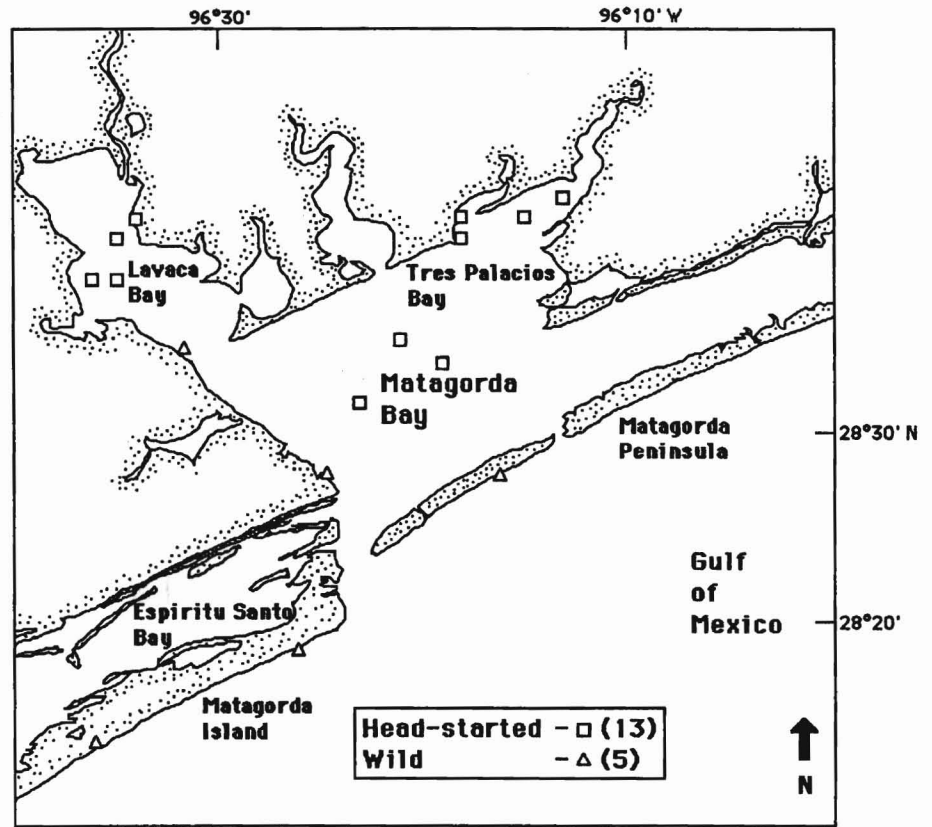 96°30'
96°10' W
Lavaca
Bay
Tres Palacios
Bay
Matagorda
Bay
28°30' N
Matagorda
Peninsula
Gulf
of
Mexico
Espiritu Santo
Bay
28°20'
Matagorda
Island
Head-started - □ (13)
Wild - △ (5)
N